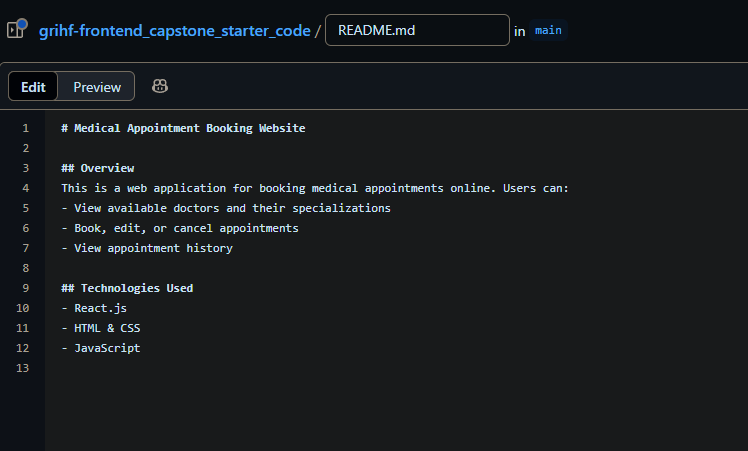 grihf-frontend_capstone_starter_code / README.md in main
Edit Preview
1 # Medical Appointment Booking Website
2
3 ## Overview
4 This is a web application for booking medical appointments online. Users can:
5 - View available doctors and their specializations
6 - Book, edit, or cancel appointments
7 - View appointment history
8
9 ## Technologies Used
10 - React.js
11 - HTML & CSS
12 - JavaScript
13